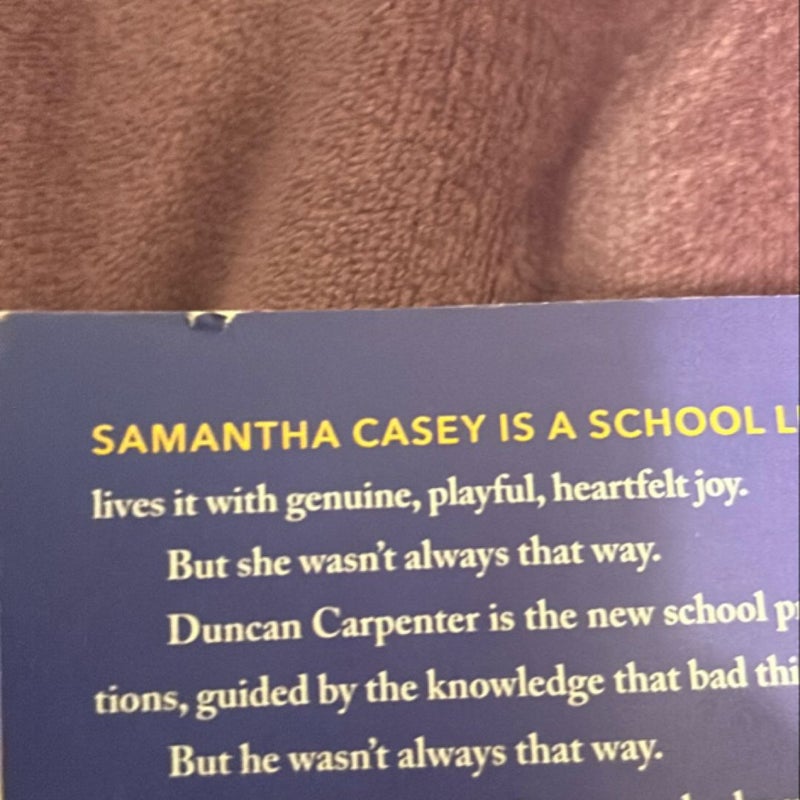 SAMANTHA CASEY IS A SCHOOL
lives it with genuine, playful, heartfelt joy.
But she wasn't always that way.
Duncan Carpenter is the new school
tions, guided by the knowledge that bad
But he wasn't always that way.